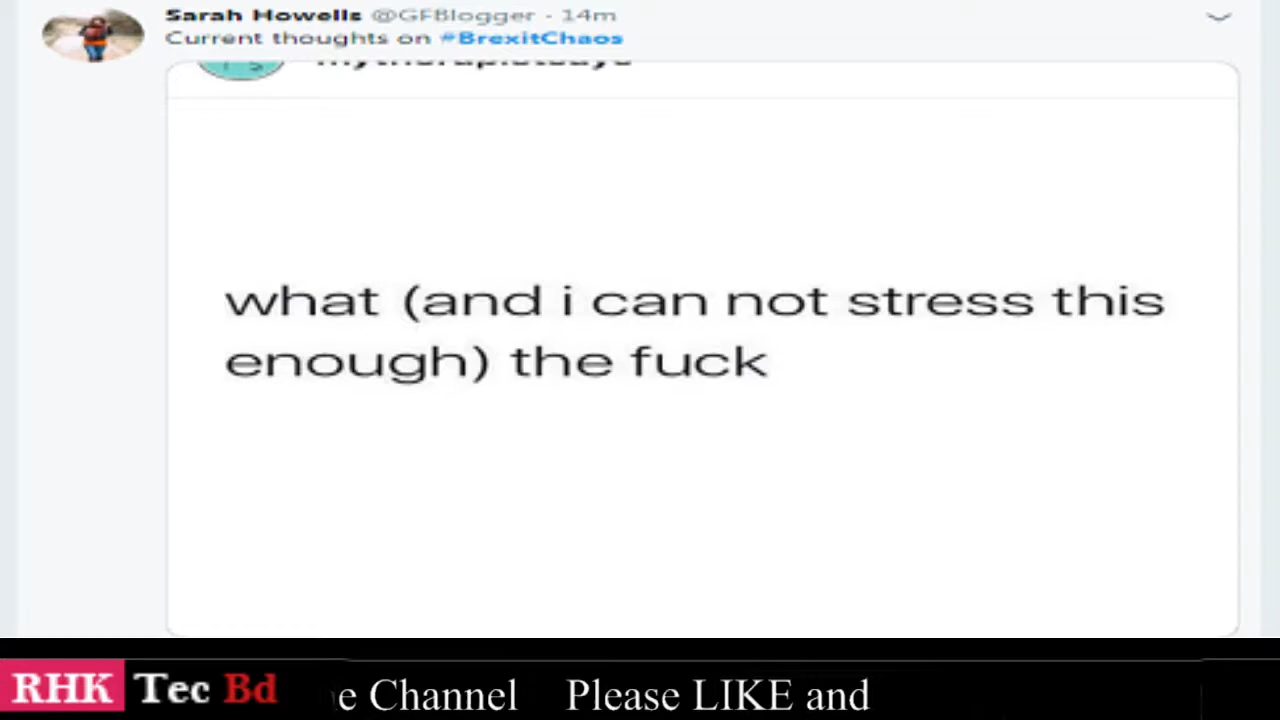 Sarah Howells @GFBlogger · 14m
Current thoughts on #BrexitChaos
what (and i can not stress this
enough) the fuck
RHK Tec Bd
e Channel Please LIKE and